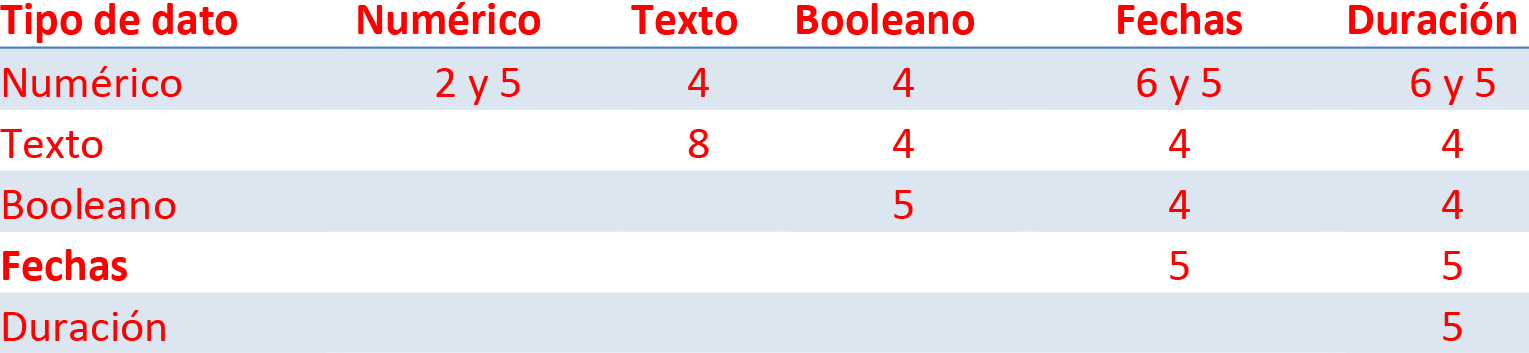 Tipo de dato Numérico Texto Booleano Fechas Duración
Numérico 2 y 5 4 4 6 y 5 6 y 5
Texto 8 4 4 4
Booleano 5 4 4
Fechas 5 5
Duración 5